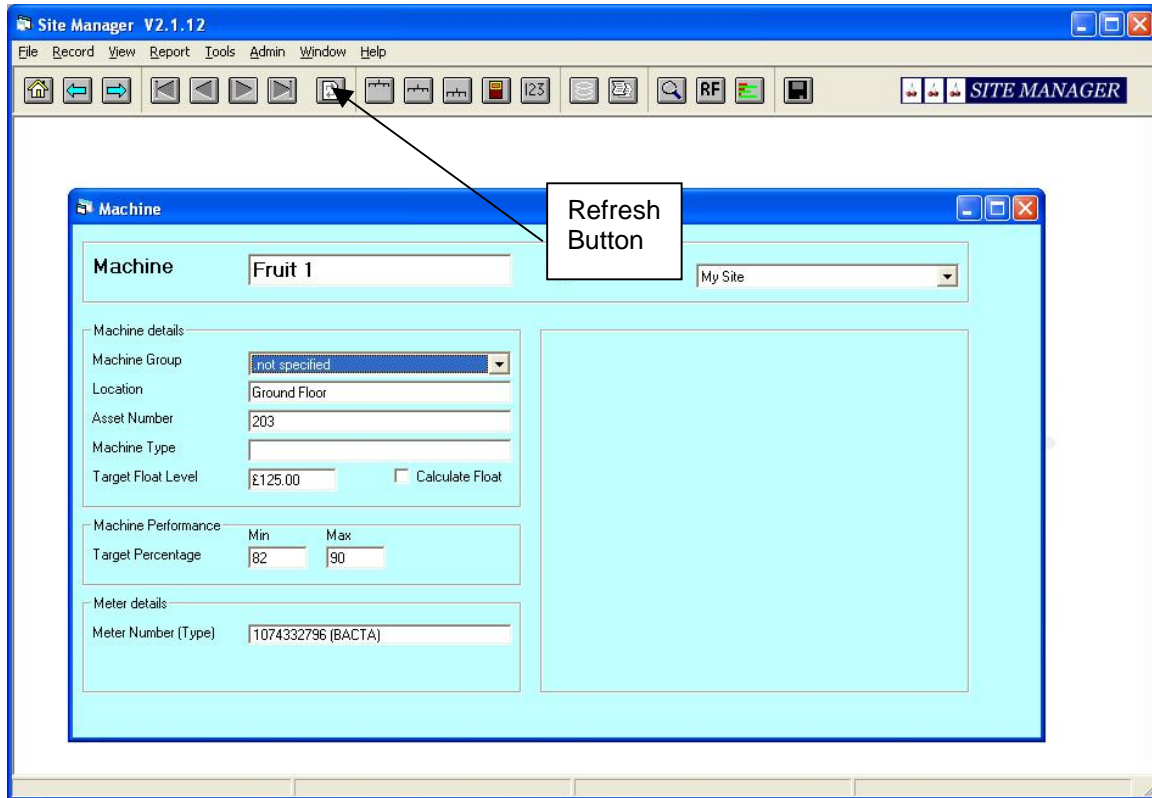 Site Manager V2.1.12
File Record View Report Tools Admin Window Help
123 RF SITE MANAGER
Machine
Refresh
Button
Machine Fruit 1 My Site
Machine details
Machine Group .not specified
Location Ground Floor
Asset Number 203
Machine Type
Target Float Level £125.00 Calculate Float
Machine Performance
Min Max
Target Percentage 82 90
Meter details
Meter Number (Type) 1074332796 (BACTA)